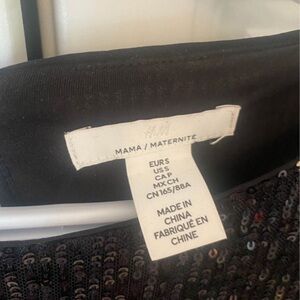 H&M
MAMA / MATERNITÉ
EUR S
US S
CA P
MX CH
CN 165/88A
MADE IN
CHINA
FABRIQUÉ EN
CHINE